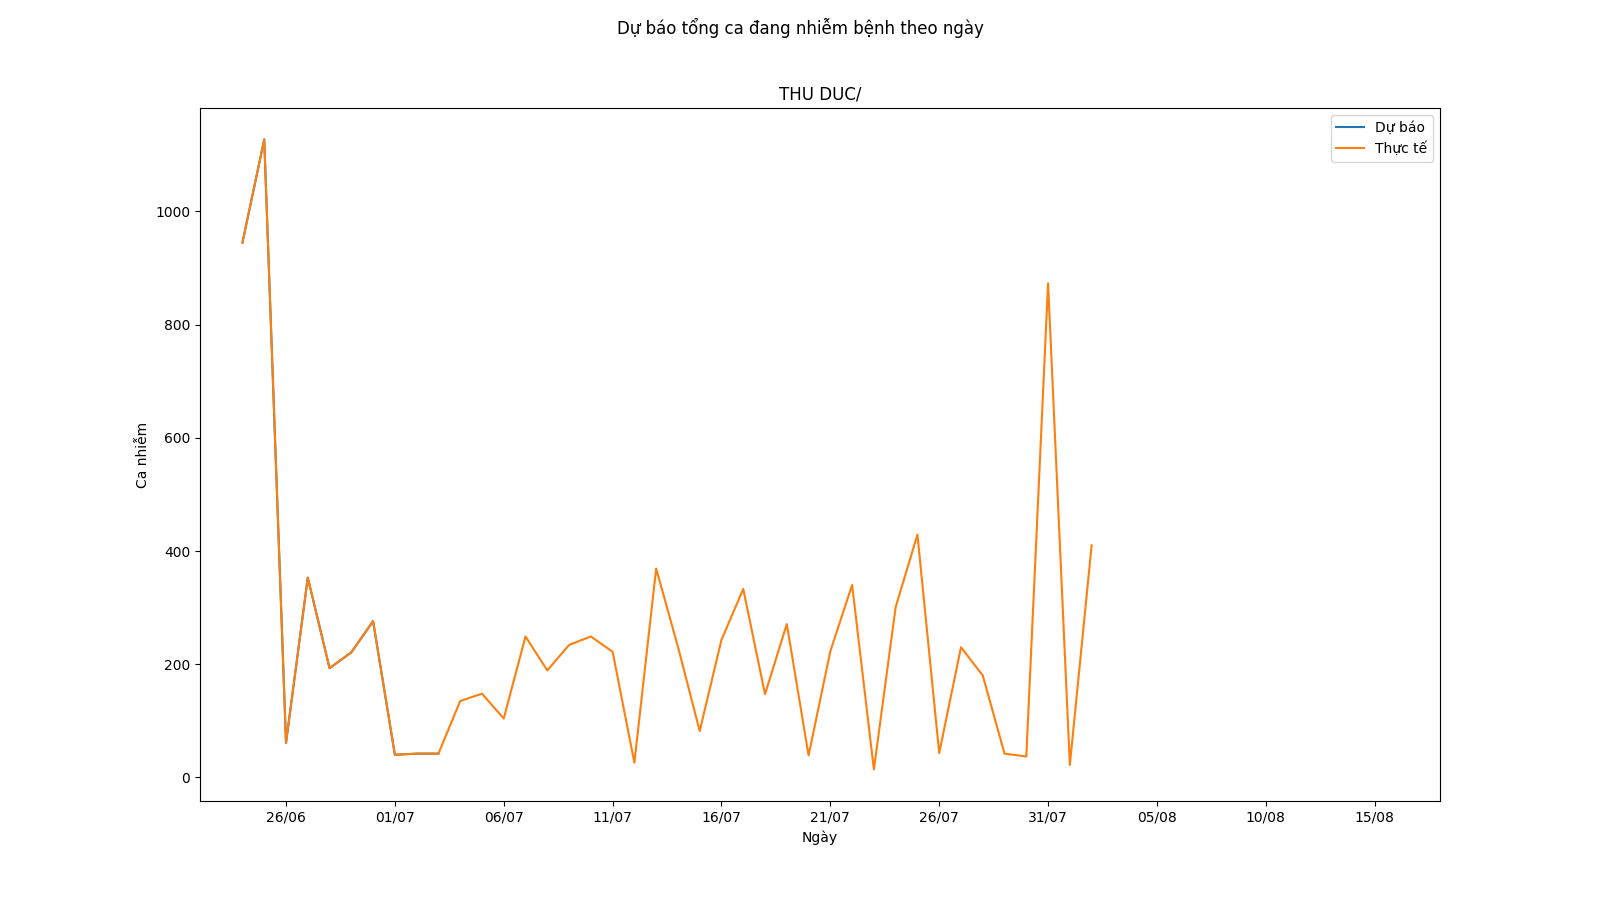 Dự báo tổng ca đang nhiễm bệnh theo ngày
THU DUC/
Dự báo
Thực tế
1000
800
600
400
200
0
Ca nhiễm
26/06
01/07
06/07
11/07
16/07
21/07
26/07
31/07
05/08
10/08
15/08
Ngày